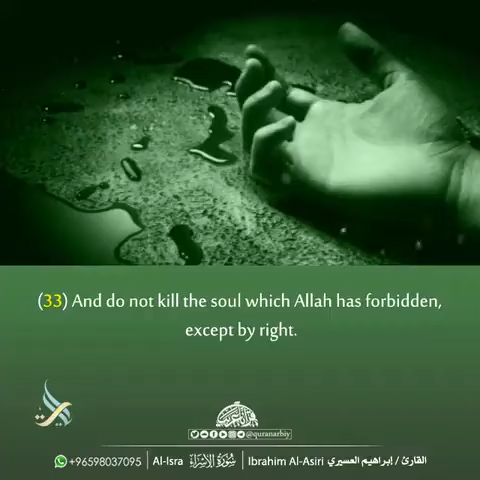 (33) And do not kill the soul which Allah has forbidden,
except by right.
@quranarbiy
+96598037095 | Al-Isra سُورَةُ الإِسْرَاءِ | Ibrahim Al-Asiri القارئ / إبراهيم العسيري